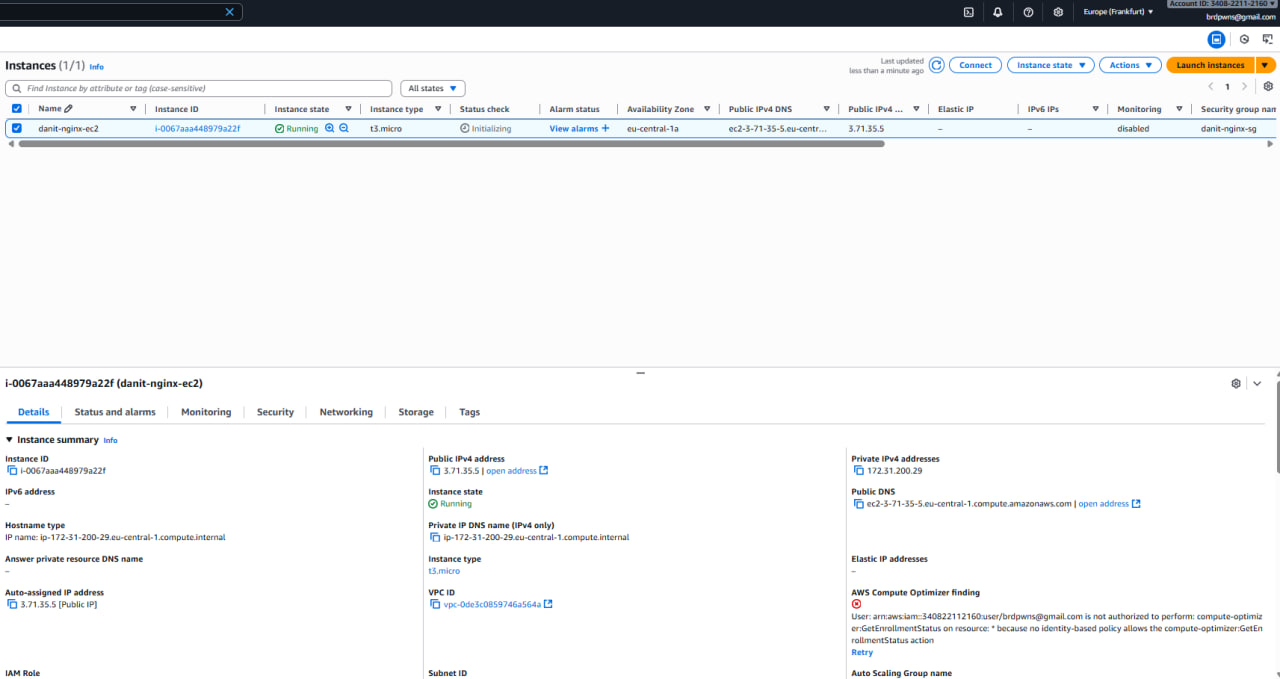 Europe (Frankfurt)
Account ID: 3408-2211-2160
brdpwns@gmail.com
Instances (1/1) Info
Last updated
less than a minute ago
Connect
Instance state
Actions
Launch instances
Find Instance by attribute or tag (case-sensitive)
All states
1
Name Instance ID Instance state Instance type Status check Alarm status Availability Zone Public IPv4 DNS Public IPv4 ... Elastic IP IPv6 IPs Monitoring Security group nam
danit-nginx-ec2 i-0067aaa448979a22f Running t3.micro Initializing View alarms + eu-central-1a ec2-3-71-35-5.eu-centr... 3.71.35.5 – – disabled danit-nginx-sg
i-0067aaa448979a22f (danit-nginx-ec2)
Details Status and alarms Monitoring Security Networking Storage Tags
Instance summary Info
Instance ID
i-0067aaa448979a22f
Public IPv4 address
3.71.35.5 | open address
Private IPv4 addresses
172.31.200.29
IPv6 address
–
Instance state
Running
Public DNS
ec2-3-71-35-5.eu-central-1.compute.amazonaws.com | open address
Hostname type
IP name: ip-172-31-200-29.eu-central-1.compute.internal
Private IP DNS name (IPv4 only)
ip-172-31-200-29.eu-central-1.compute.internal
Answer private resource DNS name
–
Instance type
t3.micro
Elastic IP addresses
–
Auto-assigned IP address
3.71.35.5 [Public IP]
VPC ID
vpc-0de3c0859746a564a
AWS Compute Optimizer finding
User: arn:aws:iam::340822112160:user/brdpwns@gmail.com is not authorized to perform: compute-optimiz
er:GetEnrollmentStatus on resource: * because no identity-based policy allows the compute-optimizer:GetEn
rollmentStatus action
Retry
IAM Role
Subnet ID
Auto Scaling Group name